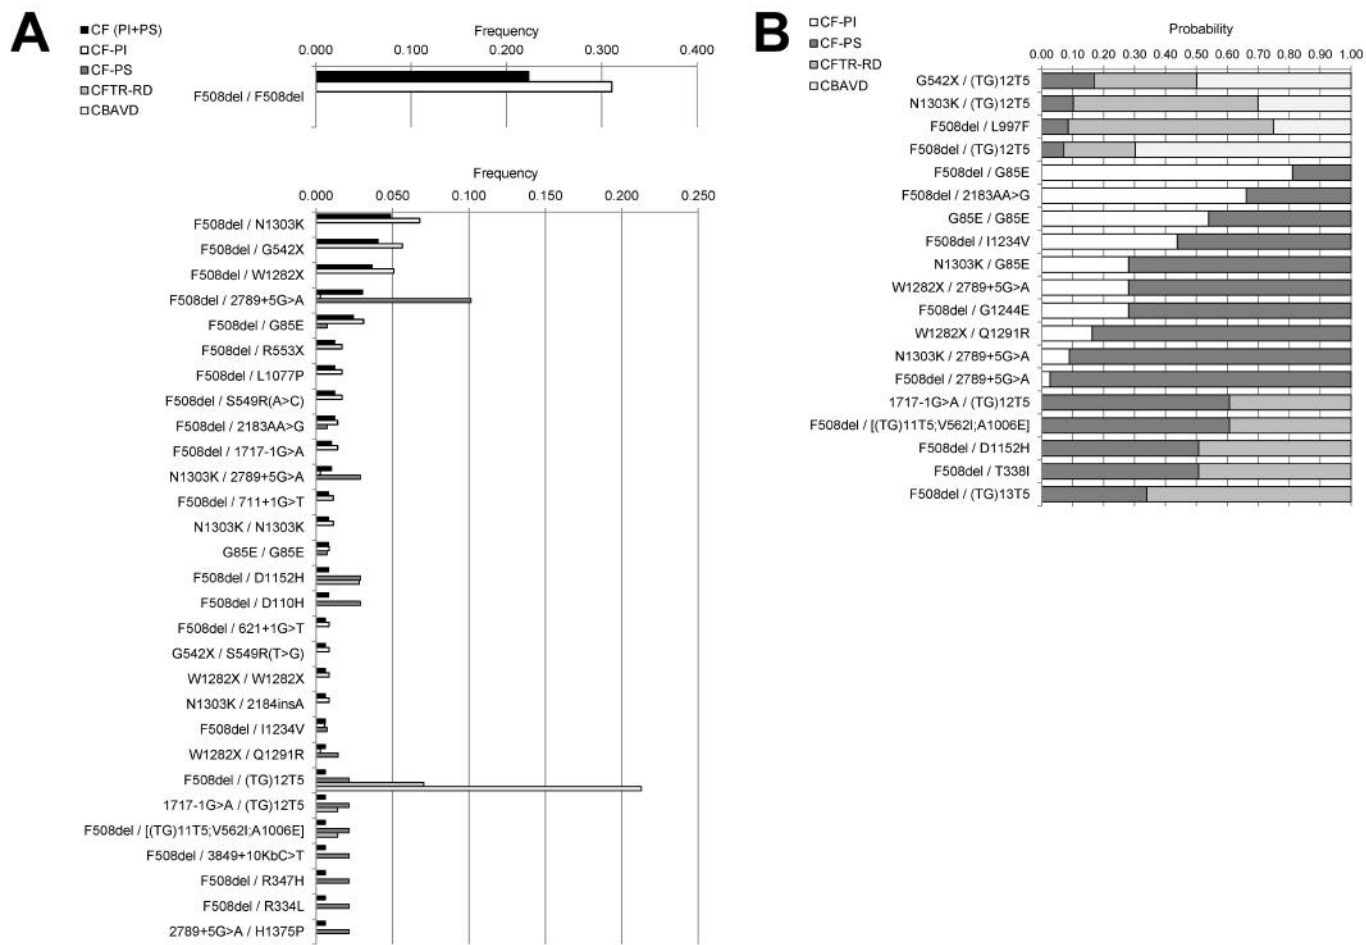 A
CF (PI+PS)
CF-PI
CF-PS
CFTR-RD
CBAVD
Frequency
0.000 0.100 0.200 0.300 0.400
F508del / F508del
Frequency
0.000 0.050 0.100 0.150 0.200 0.250
F508del / N1303K
F508del / G542X
F508del / W1282X
F508del / 2789+5G>A
F508del / G85E
F508del / R553X
F508del / L1077P
F508del / S549R(A>C)
F508del / 2183AA>G
F508del / 1717-1G>A
N1303K / 2789+5G>A
F508del / 711+1G>T
N1303K / N1303K
G85E / G85E
F508del / D1152H
F508del / D110H
F508del / 621+1G>T
G542X / S549R(T>G)
W1282X / W1282X
N1303K / 2184insA
F508del / I1234V
W1282X / Q1291R
F508del / (TG)12T5
1717-1G>A / (TG)12T5
F508del / [(TG)11T5;V562I;A1006E]
F508del / 3849+10KbC>T
F508del / R347H
F508del / R334L
2789+5G>A / H1375P
B
CF-PI
CF-PS
CFTR-RD
CBAVD
Probability
0.00 0.10 0.20 0.30 0.40 0.50 0.60 0.70 0.80 0.90 1.00
G542X / (TG)12T5
N1303K / (TG)12T5
F508del / L997F
F508del / (TG)12T5
F508del / G85E
F508del / 2183AA>G
G85E / G85E
F508del / I1234V
N1303K / G85E
W1282X / 2789+5G>A
F508del / G1244E
W1282X / Q1291R
N1303K / 2789+5G>A
F508del / 2789+5G>A
1717-1G>A / (TG)12T5
F508del / [(TG)11T5;V562I;A1006E]
F508del / D1152H
F508del / T338I
F508del / (TG)13T5